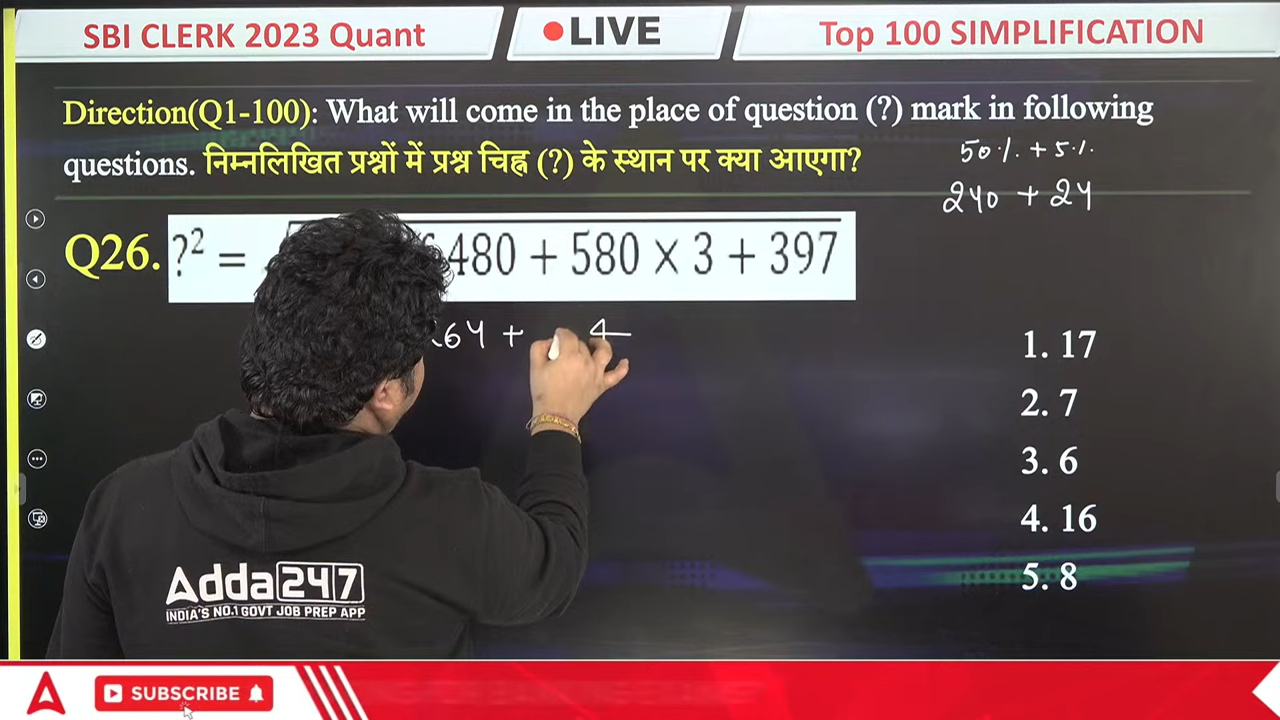 SBI CLERK 2023 Quant
LIVE
Top 100 SIMPLIFICATION
Direction(Q1-100): What will come in the place of question (?) mark in following
questions. निम्नलिखित प्रश्नों में प्रश्न चिह्न (?) के स्थान पर क्या आएगा?
50% + 5%
240 + 24
Q26. ?² = 480 + 580 × 3 + 397
64 + 4
1. 17
2. 7
3. 6
4. 16
5. 8
Adda247
INDIA'S NO.1 GOVT JOB PREP APP
SUBSCRIBE